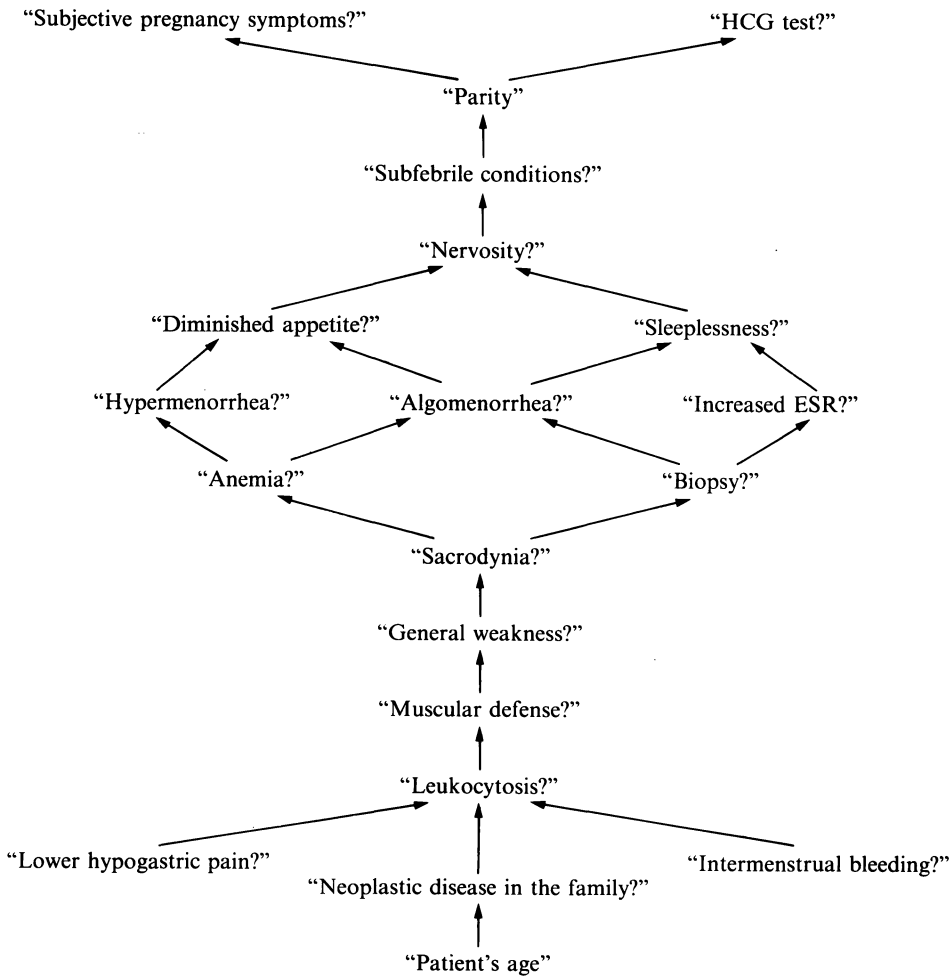 “Subjective pregnancy symptoms?”
“HCG test?”
“Parity”
“Subfebrile conditions?”
“Nervosity?”
“Diminished appetite?”
“Sleeplessness?”
“Hypermenorrhea?”
“Algomenorrhea?”
“Increased ESR?”
“Anemia?”
“Biopsy?”
“Sacrodynia?”
“General weakness?”
“Muscular defense?”
“Leukocytosis?”
“Lower hypogastric pain?”
“Intermenstrual bleeding?”
“Neoplastic disease in the family?”
“Patient’s age”